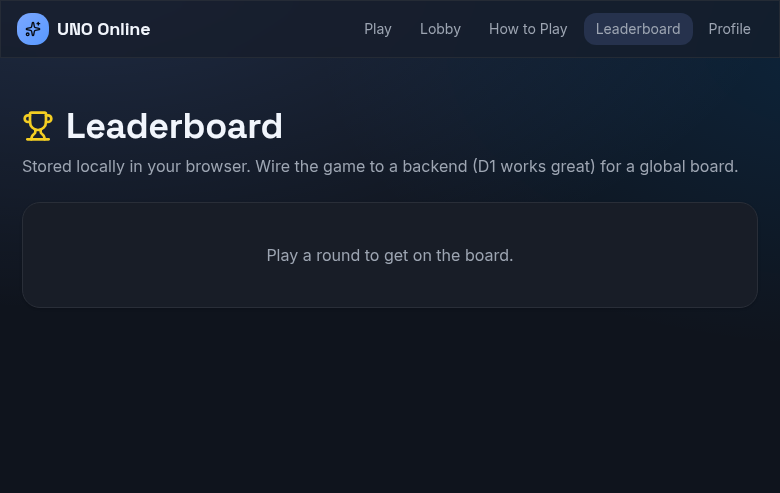 UNO Online
Play
Lobby
How to Play
Leaderboard
Profile
Leaderboard
Stored locally in your browser. Wire the game to a backend (D1 works great) for a global board.
Play a round to get on the board.